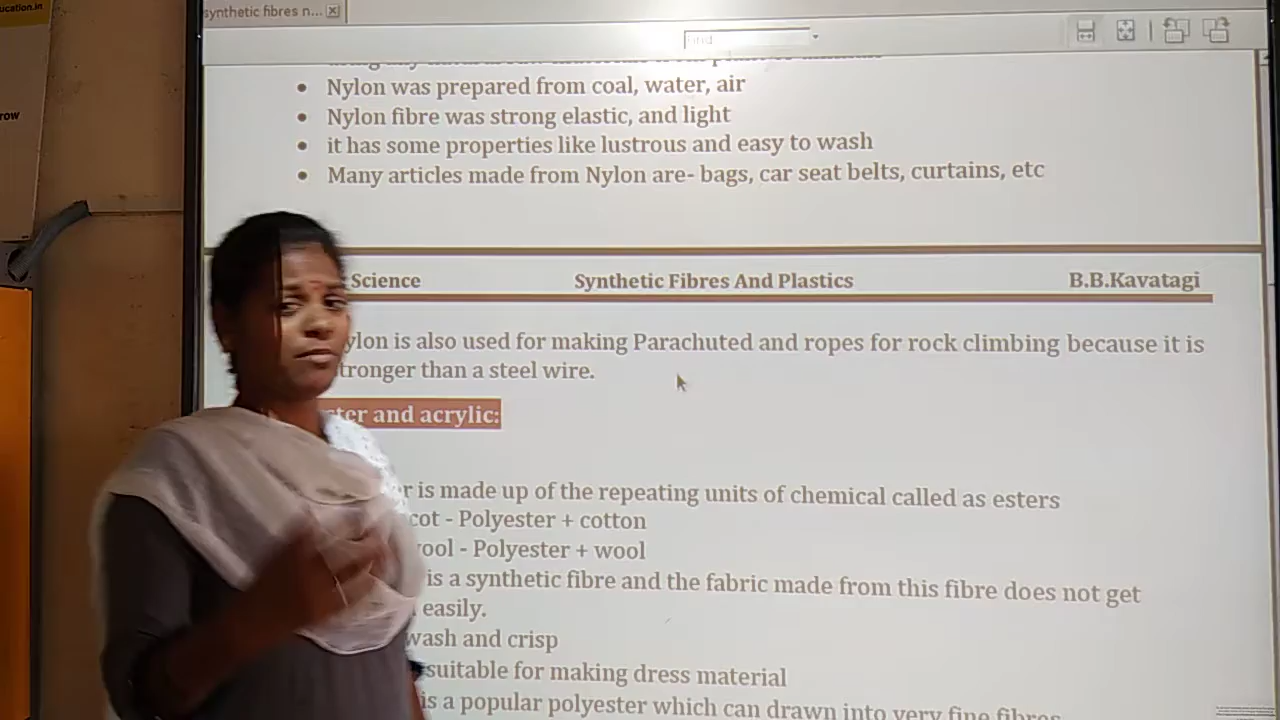 ucation.in
row
synthetic fibres n...
Find
Nylon was prepared from coal, water, air
Nylon fibre was strong elastic, and light
it has some properties like lustrous and easy to wash
Many articles made from Nylon are- bags, car seat belts, curtains, etc
Science Synthetic Fibres And Plastics B.B.Kavatagi
ylon is also used for making Parachuted and ropes for rock climbing because it is
tronger than a steel wire.
ter and acrylic:
r is made up of the repeating units of chemical called as esters
cot - Polyester + cotton
ool - Polyester + wool
is a synthetic fibre and the fabric made from this fibre does not get
easily.
wash and crisp
suitable for making dress material
is a popular polyester which can drawn into very fine fibres